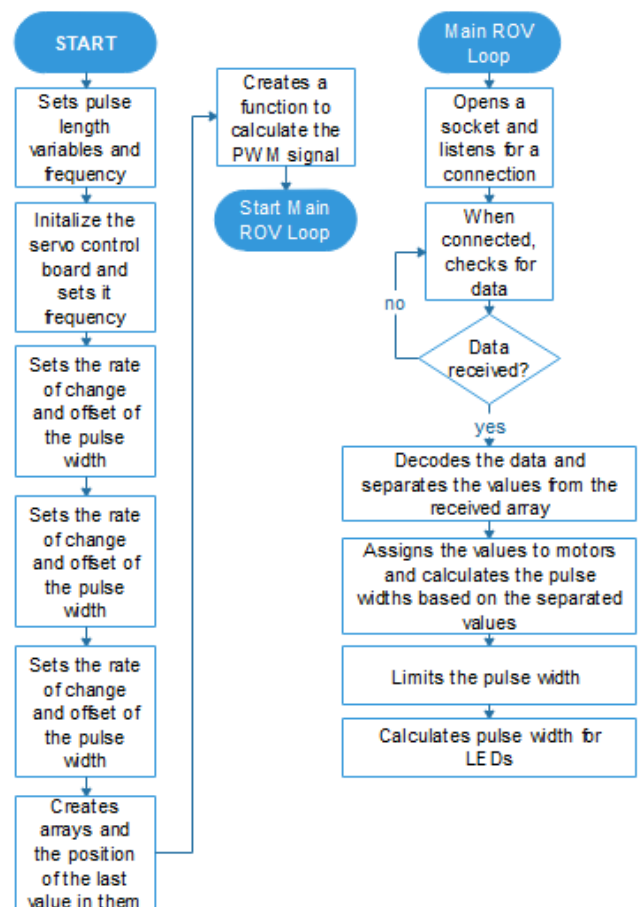 START
Sets pulse
length
variables and
frequency
Initalize the
servo control
board and
sets it
frequency
Sets the rate
of change
and offset of
the pulse
width
Sets the rate
of change
and offset of
the pulse
width
Sets the rate
of change
and offset of
the pulse
width
Creates
arrays and
the position
of the last
value in them
Creates a
function to
calculate the
PWM signal
Start Main
ROV Loop
Main ROV
Loop
Opens a
socket and
listens for a
connection
When
connected,
checks for
data
no
Data
received?
yes
Decodes the data and
separates the values from the
received array
Assigns the values to motors
and calculates the pulse
widths based on the separated
values
Limits the pulse width
Calculates pulse width for
LEDs